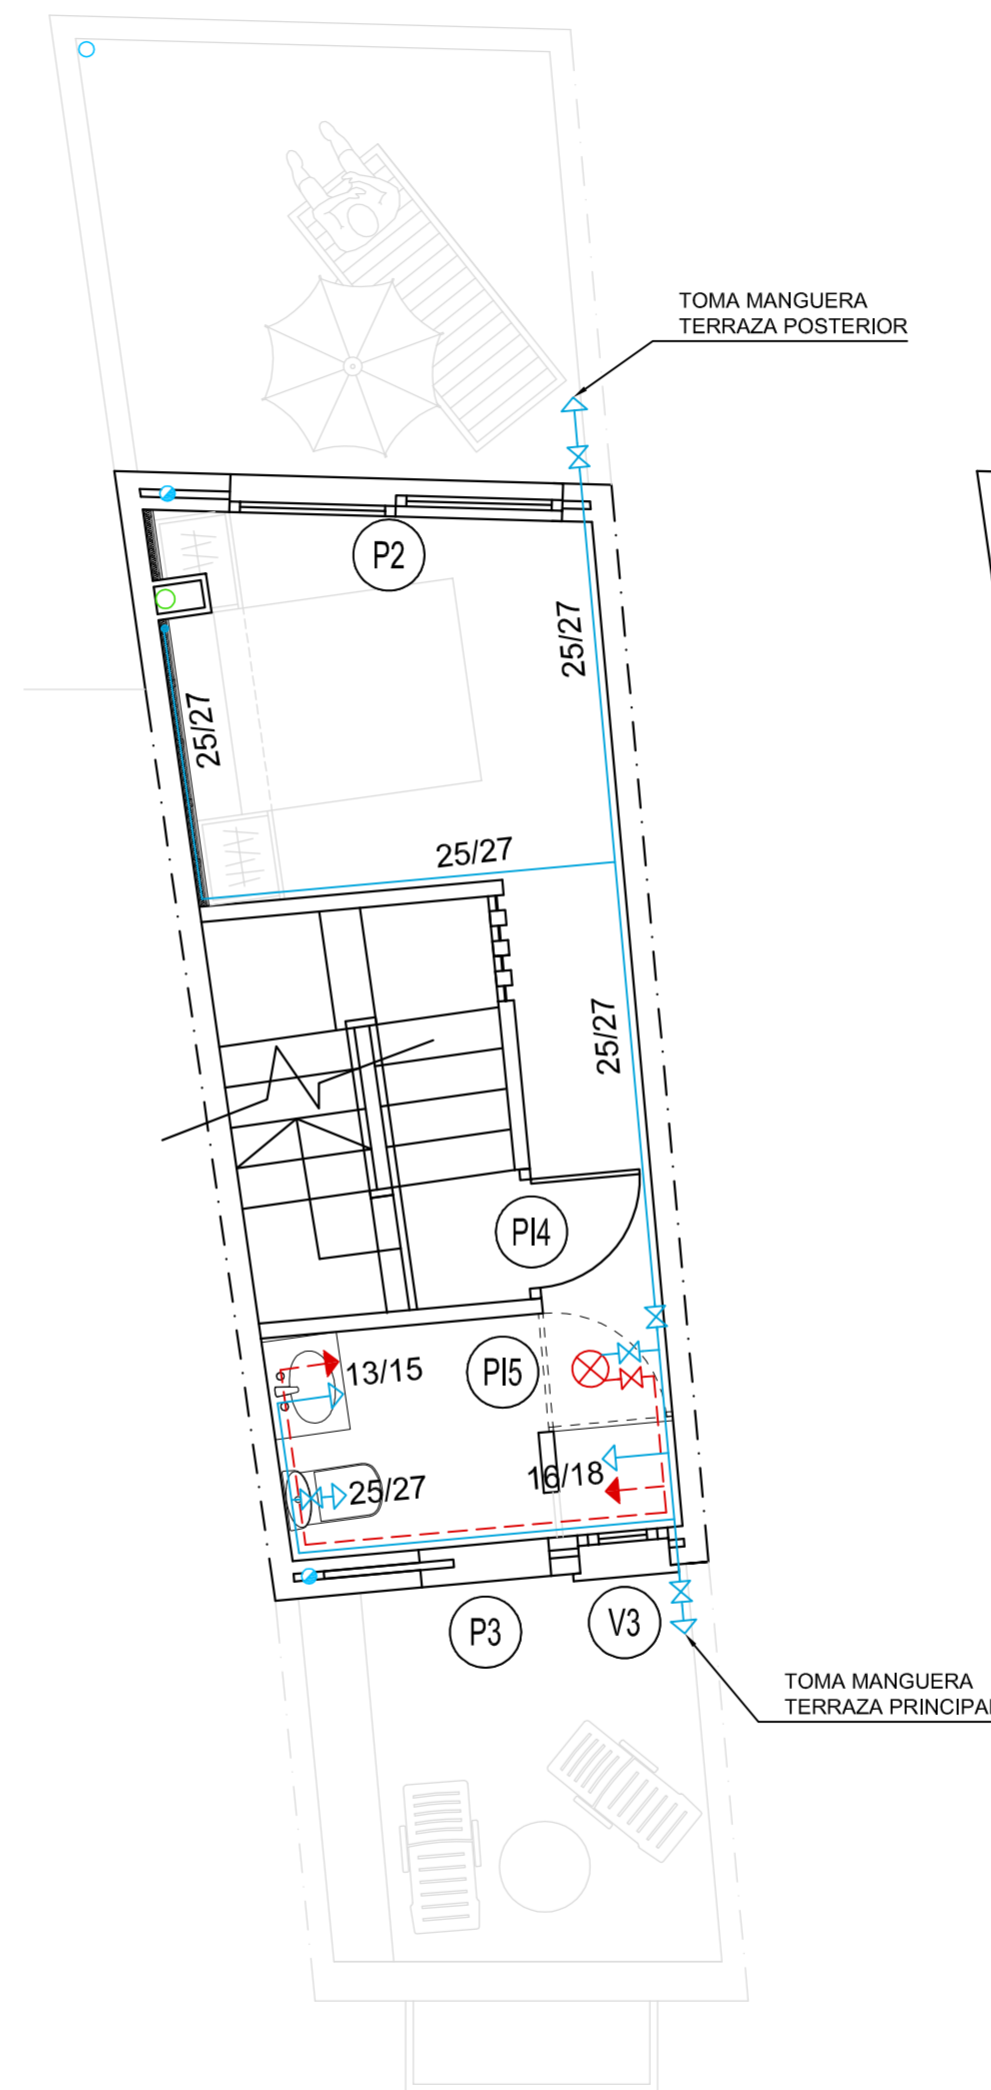 TOMA MANGUERA
TERRAZA POSTERIOR
P2
25/27
25/27
25/27
25/27
PI4
PI5
13/15
16/18
25/27
P3
V3
TOMA MANGUERA
TERRAZA PRINCIPAL